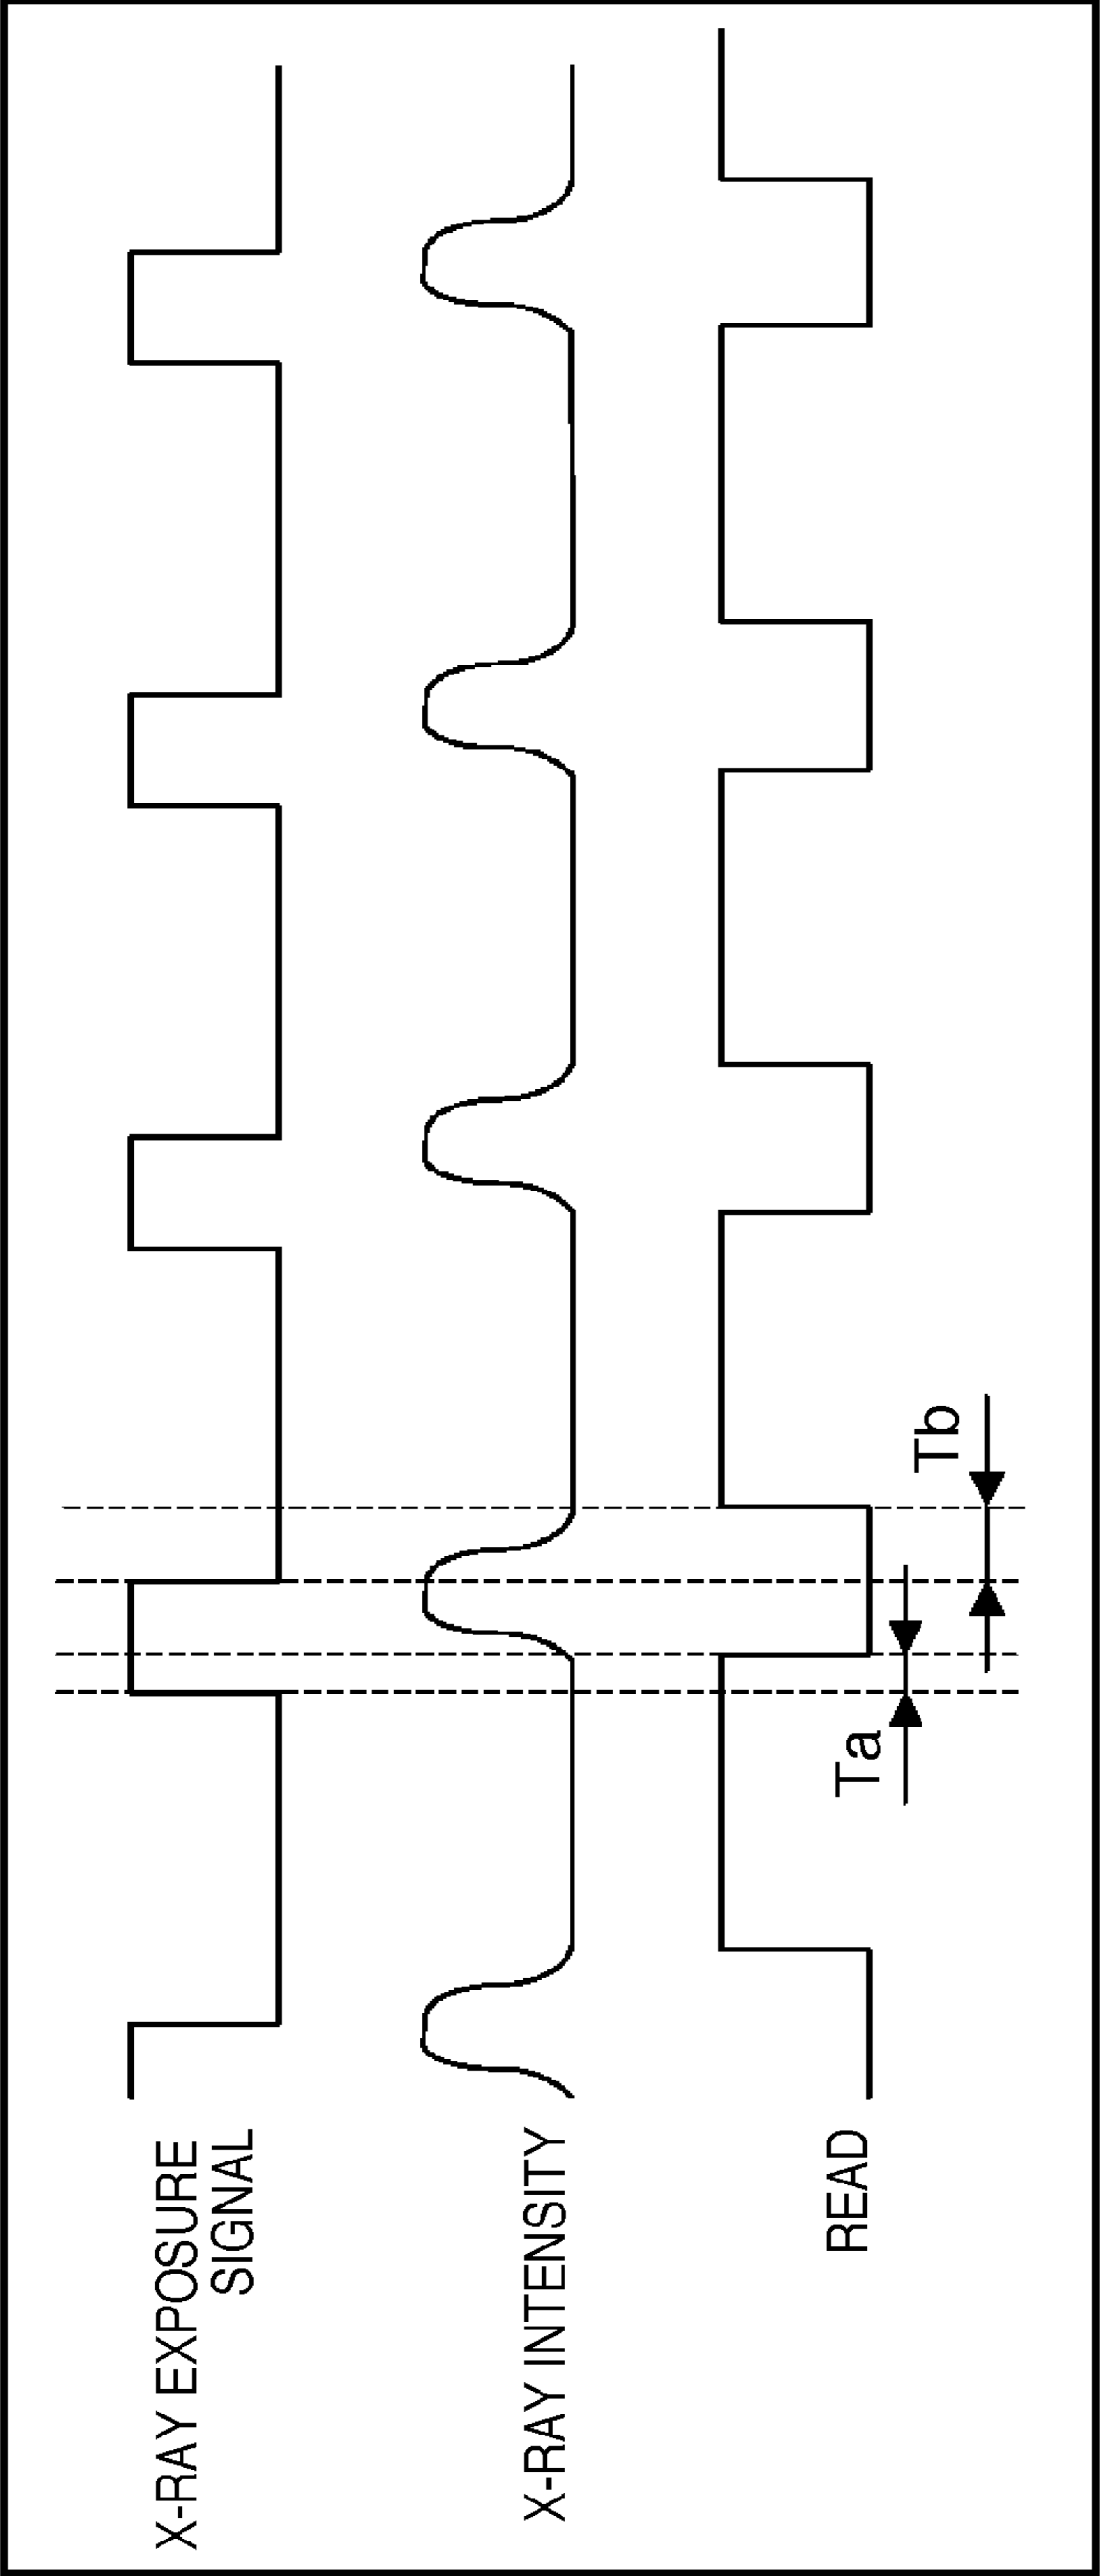 X-RAY EXPOSURE
SIGNAL
X-RAY INTENSITY
READ
Ta
Tb